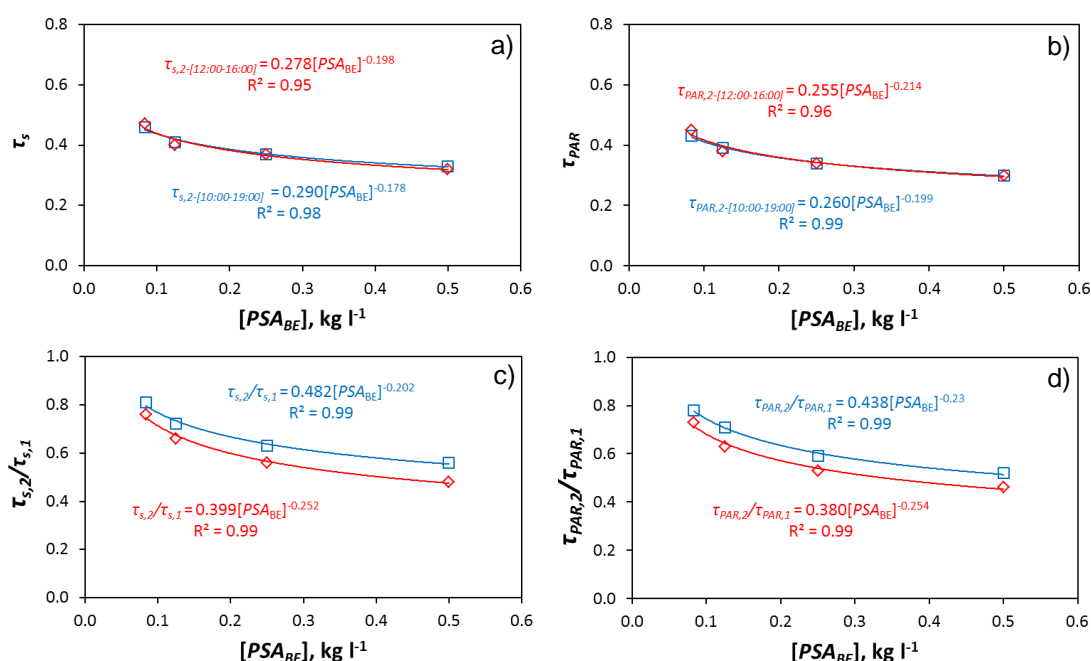 a)
τs,2-[12:00-16:00] = 0.278[PSABE]^-0.198
R² = 0.95
τs,2-[10:00-19:00] = 0.290[PSABE]^-0.178
R² = 0.98
τs
0.8
0.6
0.4
0.2
0.0
0.0 0.1 0.2 0.3 0.4 0.5 0.6
[PSABE], kg l-1
b)
τPAR,2-[12:00-16:00] = 0.255[PSABE]^-0.214
R² = 0.96
τPAR,2-[10:00-19:00] = 0.260[PSABE]^-0.199
R² = 0.99
τPAR
0.8
0.6
0.4
0.2
0.0
0.0 0.1 0.2 0.3 0.4 0.5 0.6
[PSABE], kg l-1
c)
τs,2/τs,1 = 0.482[PSABE]^-0.202
R² = 0.99
τs,2/τs,1 = 0.399[PSABE]^-0.252
R² = 0.99
τs,2/τs,1
1.0
0.8
0.6
0.4
0.2
0.0
0.0 0.1 0.2 0.3 0.4 0.5 0.6
[PSABE], kg l-1
d)
τPAR,2/τPAR,1 = 0.438[PSABE]^-0.23
R² = 0.99
τPAR,2/τPAR,1 = 0.380[PSABE]^-0.254
R² = 0.99
τPAR,2/τPAR,1
1.0
0.8
0.6
0.4
0.2
0.0
0.0 0.1 0.2 0.3 0.4 0.5 0.6
[PSABE], kg l-1